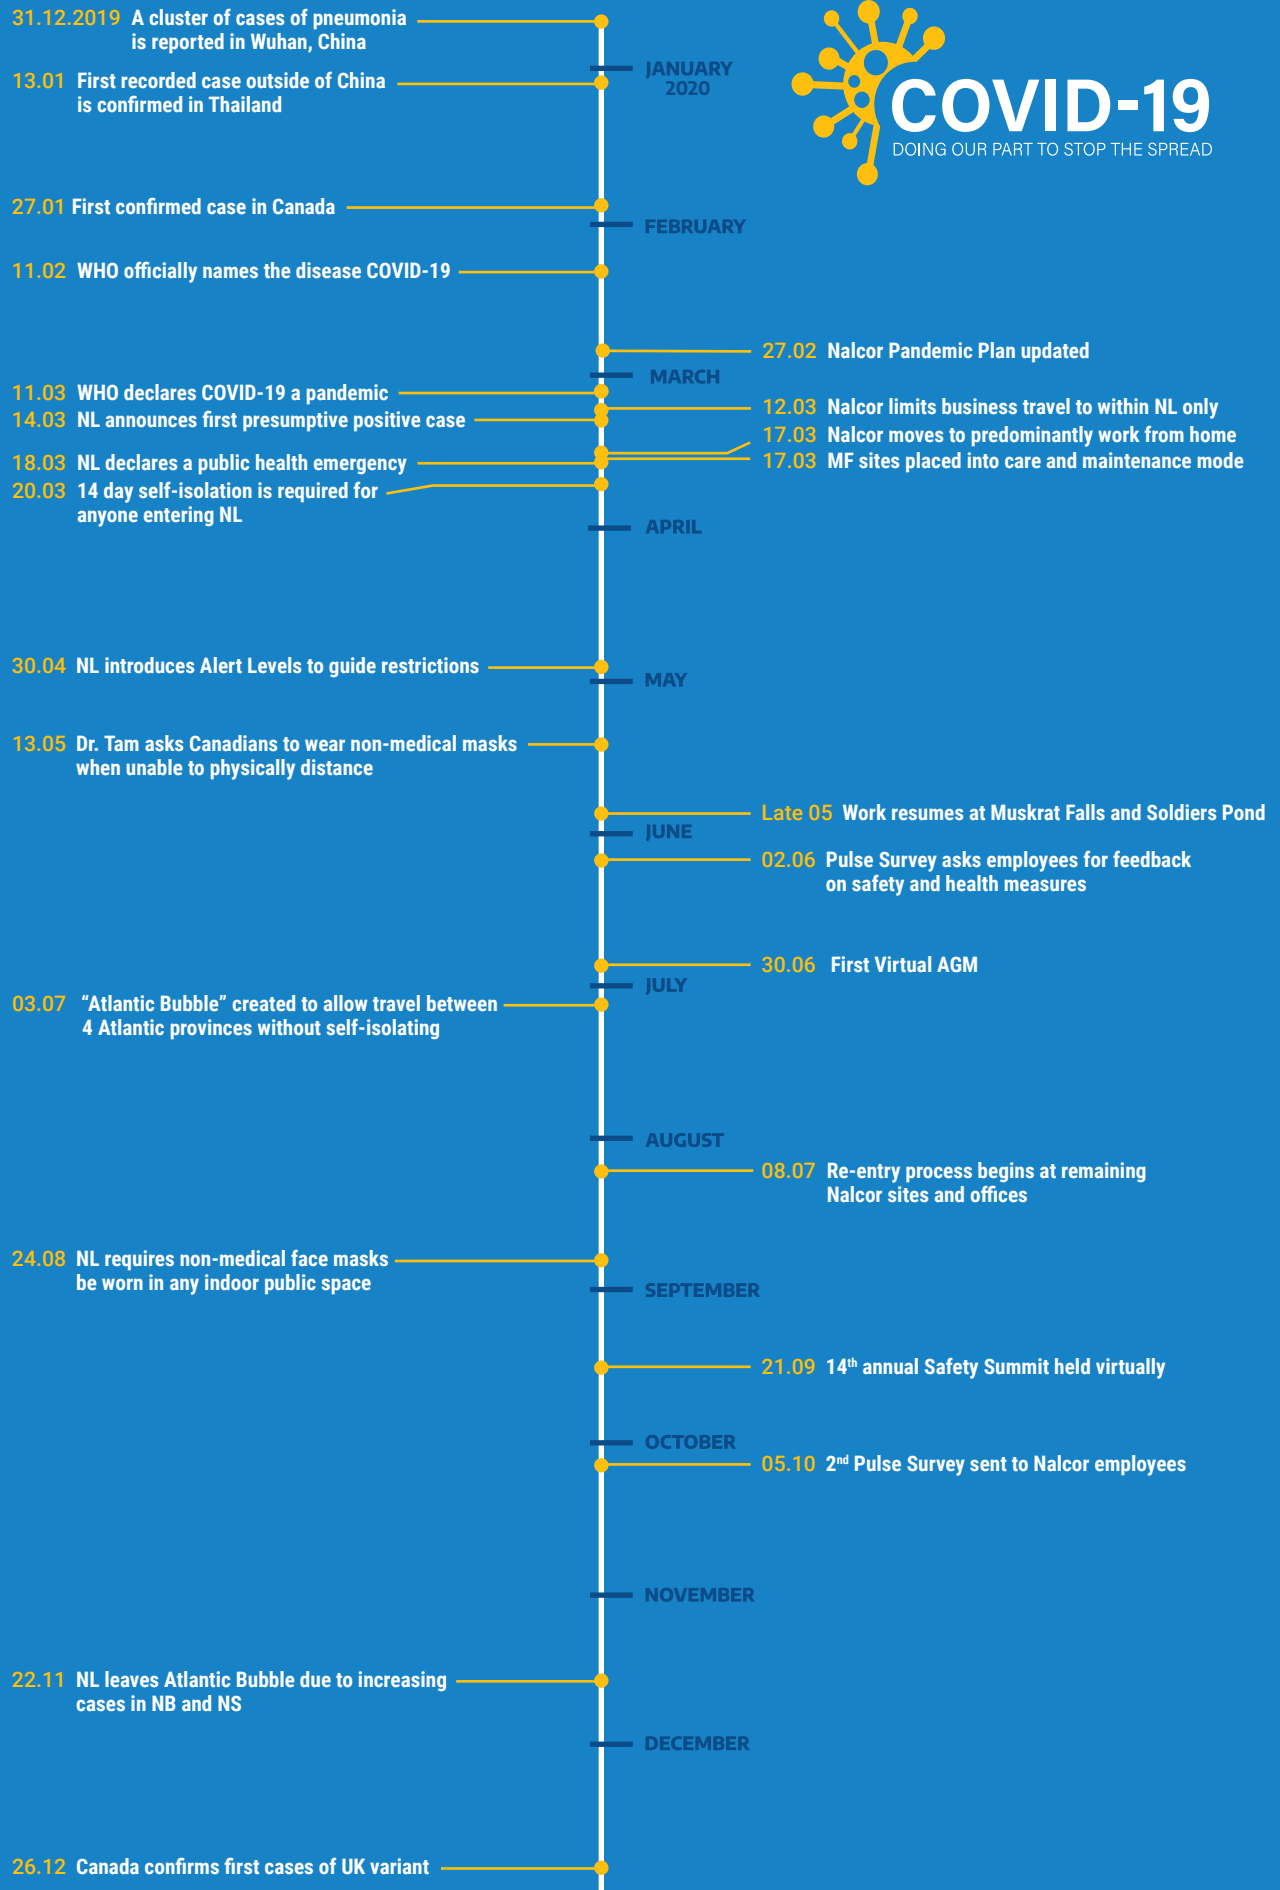 31.12.2019 A cluster of cases of pneumonia
is reported in Wuhan, China
JANUARY
2020
13.01 First recorded case outside of China
is confirmed in Thailand
COVID-19
DOING OUR PART TO STOP THE SPREAD
27.01 First confirmed case in Canada
FEBRUARY
11.02 WHO officially names the disease COVID-19
27.02 Nalcor Pandemic Plan updated
MARCH
11.03 WHO declares COVID-19 a pandemic
12.03 Nalcor limits business travel to within NL only
14.03 NL announces first presumptive positive case
17.03 Nalcor moves to predominantly work from home
17.03 MF sites placed into care and maintenance mode
18.03 NL declares a public health emergency
20.03 14 day self-isolation is required for
anyone entering NL
APRIL
30.04 NL introduces Alert Levels to guide restrictions
MAY
13.05 Dr. Tam asks Canadians to wear non-medical masks
when unable to physically distance
Late 05 Work resumes at Muskrat Falls and Soldiers Pond
JUNE
02.06 Pulse Survey asks employees for feedback
on safety and health measures
30.06 First Virtual AGM
JULY
03.07 “Atlantic Bubble” created to allow travel between
4 Atlantic provinces without self-isolating
AUGUST
08.07 Re-entry process begins at remaining
Nalcor sites and offices
24.08 NL requires non-medical face masks
be worn in any indoor public space
SEPTEMBER
21.09 14th annual Safety Summit held virtually
OCTOBER
05.10 2nd Pulse Survey sent to Nalcor employees
NOVEMBER
22.11 NL leaves Atlantic Bubble due to increasing
cases in NB and NS
DECEMBER
26.12 Canada confirms first cases of UK variant